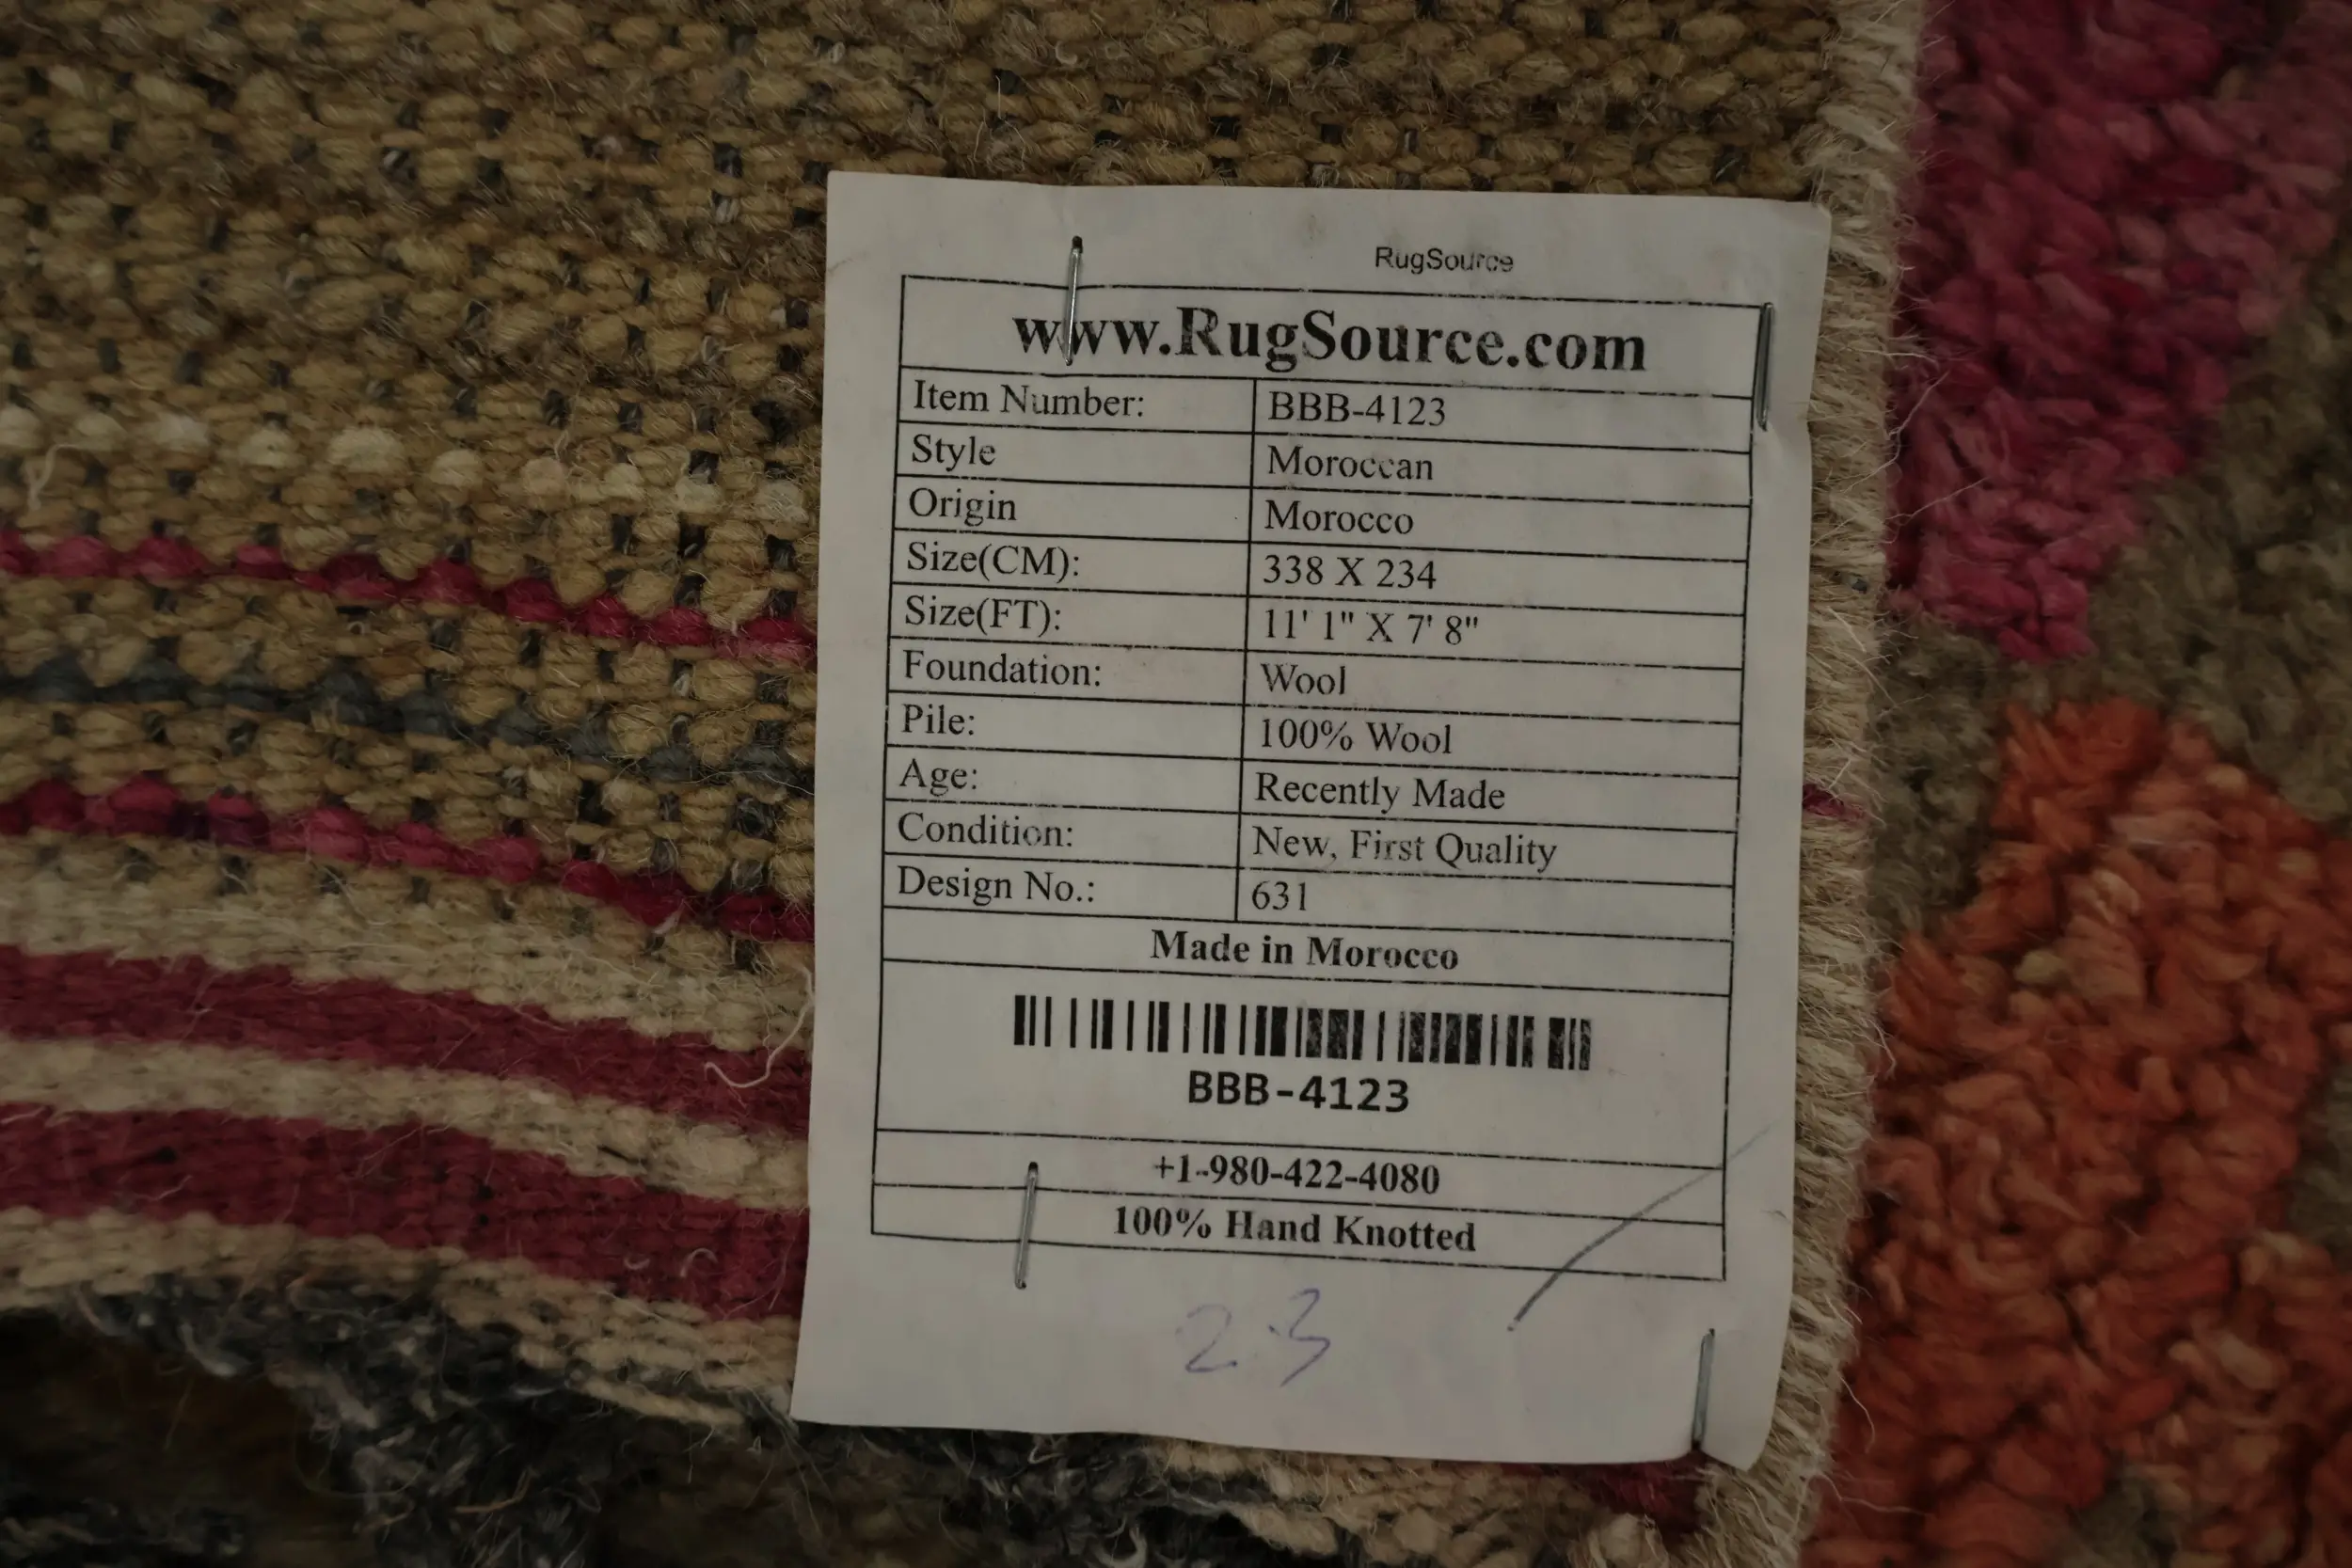 RugSource
www.RugSource.com
Item Number: BBB-4123
Style Moroccan
Origin Morocco
Size(CM): 338 X 234
Size(FT): 11' 1" X 7' 8"
Foundation: Wool
Pile: 100% Wool
Age: Recently Made
Condition: New, First Quality
Design No.: 631
Made in Morocco
BBB-4123
+1-980-422-4080
100% Hand Knotted
23